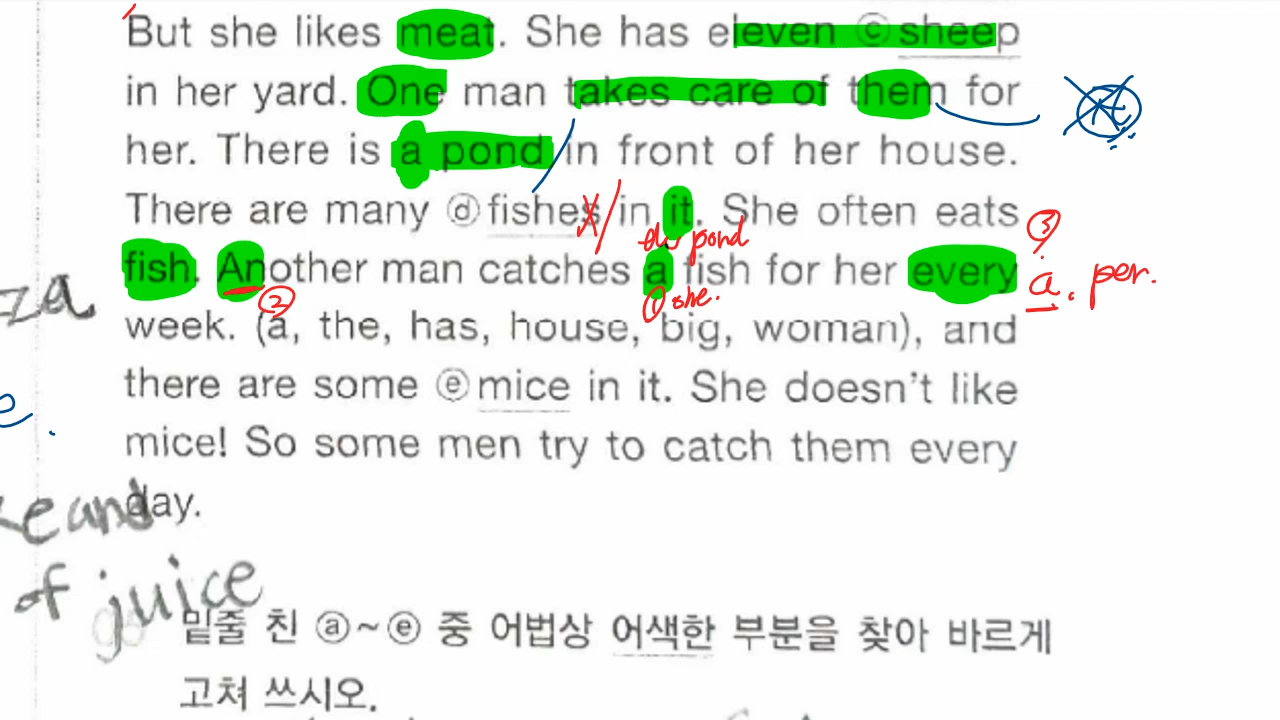 But she likes meat. She has eleven ⓒ sheep
in her yard. One man takes care of them for
her. There is a pond in front of her house.
There are many ⓓ fishes in it. She often eats
the pond
③
fish. Another man catches a fish for her every
a. per.
② ① she.
week. (a, the, has, house, big, woman), and
there are some ⓔ mice in it. She doesn't like
mice! So some men try to catch them every
day.
za
e.
e and
of juice
밑줄 친 ⓐ~ⓔ 중 어법상 어색한 부분을 찾아 바르게
고쳐 쓰시오.